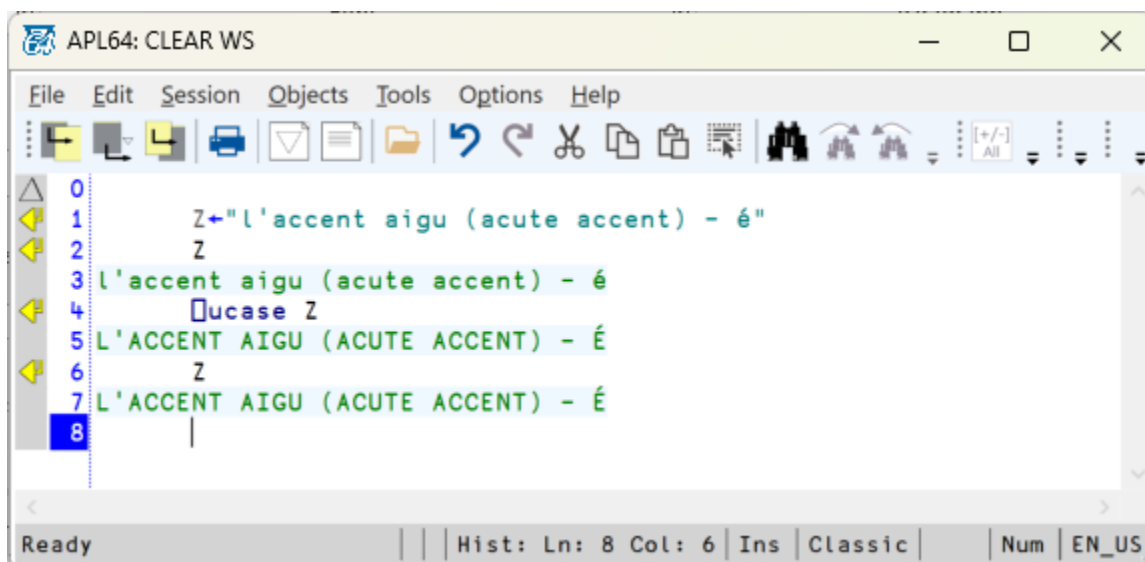 APL64: CLEAR WS
File Edit Session Objects Tools Options Help
[+/-] All
0
1 Z←"l'accent aigu (acute accent) - é"
2 Z
3 l'accent aigu (acute accent) - é
4 ⎕ucase Z
5 L'ACCENT AIGU (ACUTE ACCENT) - É
6 Z
7 L'ACCENT AIGU (ACUTE ACCENT) - É
8
Ready Hist: Ln: 8 Col: 6 Ins Classic Num EN_US